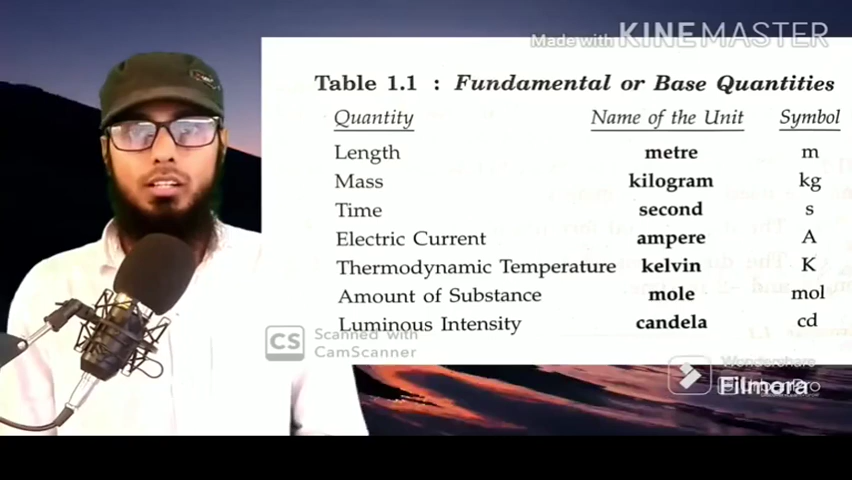 Made with KINEMASTER
Table 1.1 : Fundamental or Base Quantities
Quantity Name of the Unit Symbol
Length metre m
Mass kilogram kg
Time second s
Electric Current ampere A
Thermodynamic Temperature kelvin K
Amount of Substance mole mol
Luminous Intensity candela cd
CS Scanned with
CamScanner
Wondershare
Filmora